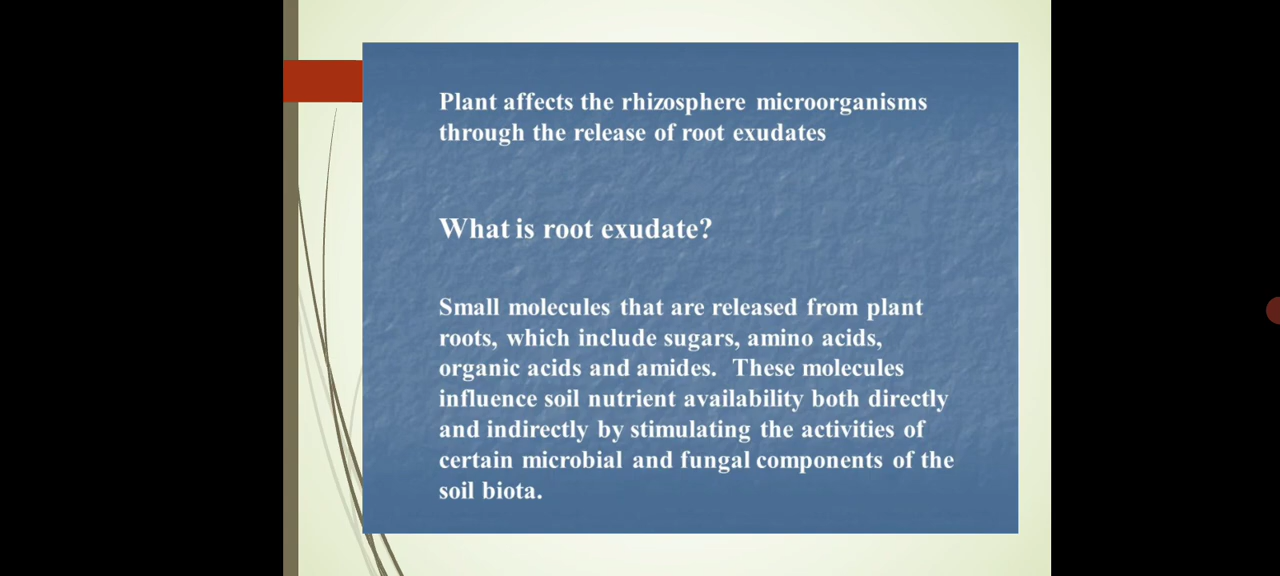 Plant affects the rhizosphere microorganisms
through the release of root exudates
What is root exudate?
Small molecules that are released from plant
roots, which include sugars, amino acids,
organic acids and amides. These molecules
influence soil nutrient availability both directly
and indirectly by stimulating the activities of
certain microbial and fungal components of the
soil biota.